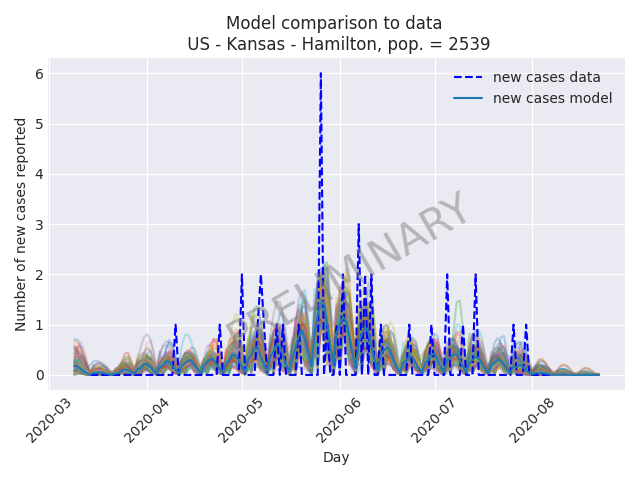 Model comparison to data
US - Kansas - Hamilton, pop. = 2539
6
5
4
3
2
1
0
Number of new cases reported
new cases data
new cases model
PRELIMINARY
2020-03
2020-04
2020-05
2020-06
2020-07
2020-08
Day